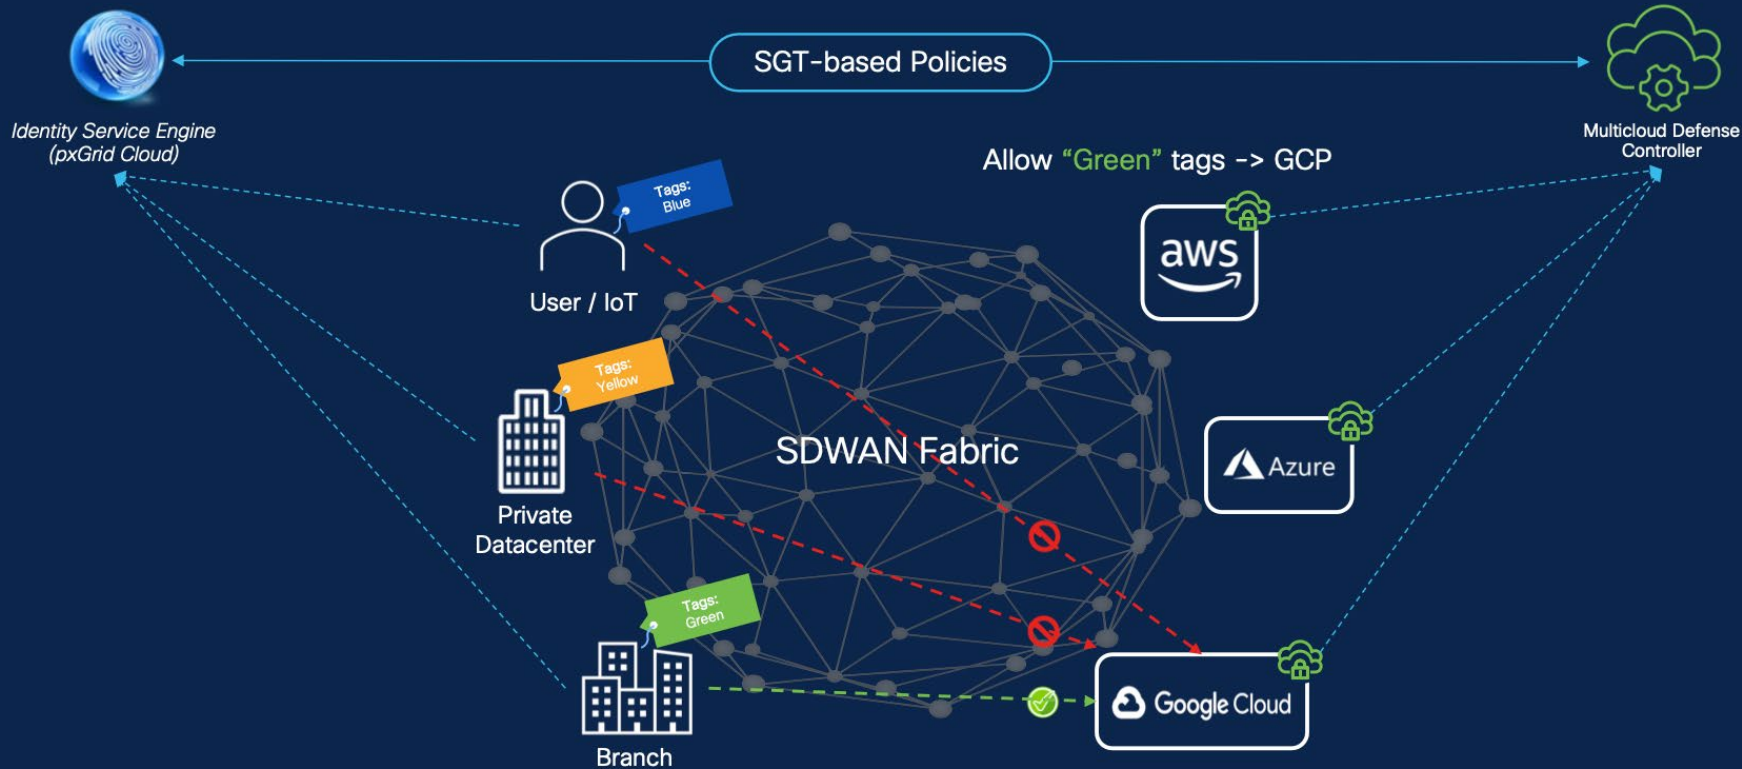 SGT-based Policies
Identity Service Engine
(pxGrid Cloud)
Multicloud Defense
Controller
Allow “Green” tags -> GCP
Tags:
Blue
User / IoT
aws
Tags:
Yellow
SDWAN Fabric
Azure
Private
Datacenter
Tags:
Green
Google Cloud
Branch